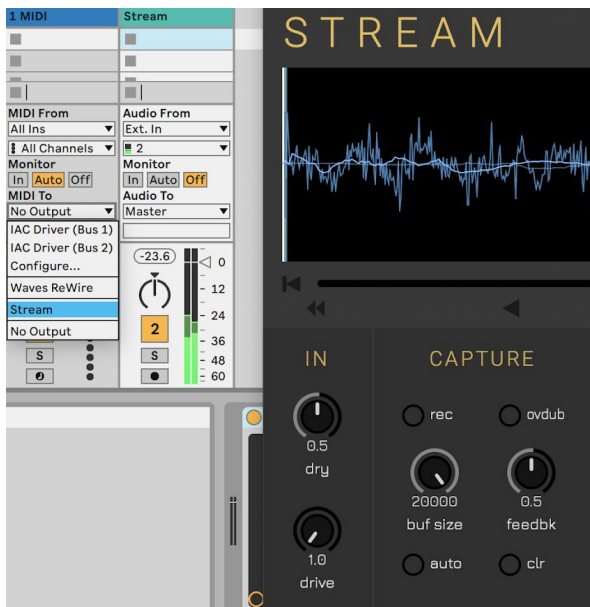 1 MIDI
Stream
MIDI From
All Ins
All Channels
Monitor
In Auto Off
MIDI To
No Output
IAC Driver (Bus 1)
IAC Driver (Bus 2)
Configure...
Waves ReWire
Stream
No Output
S
Audio From
Ext. In
2
Monitor
In Auto Off
Audio To
Master
-23.6
0
12
24
36
48
60
2
S
STREAM
IN
0.5
dry
1.0
drive
CAPTURE
rec
ovdub
20000
buf size
0.5
feedbk
auto
clr